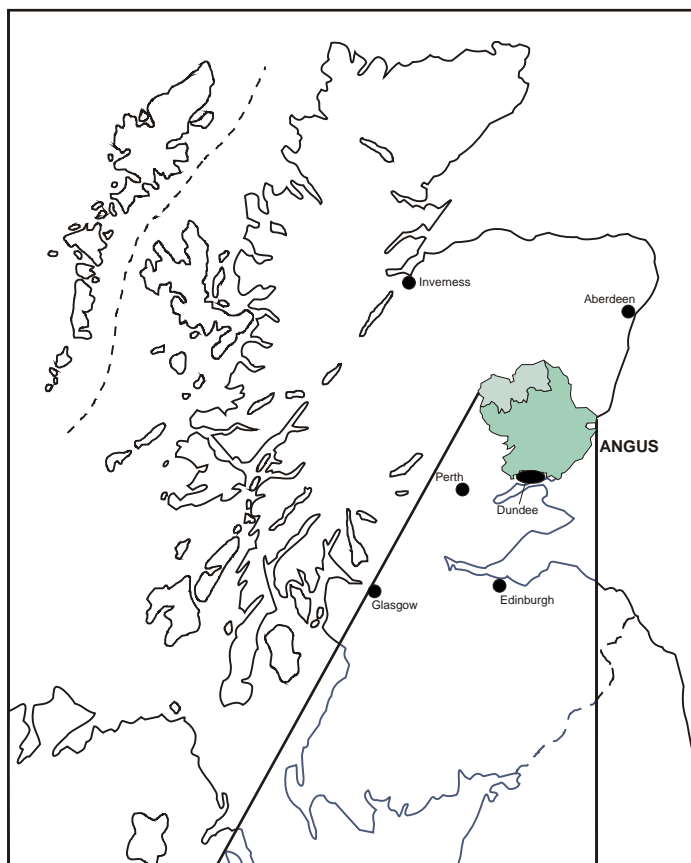 Inverness
Aberdeen
ANGUS
Perth
Dundee
Glasgow
Edinburgh